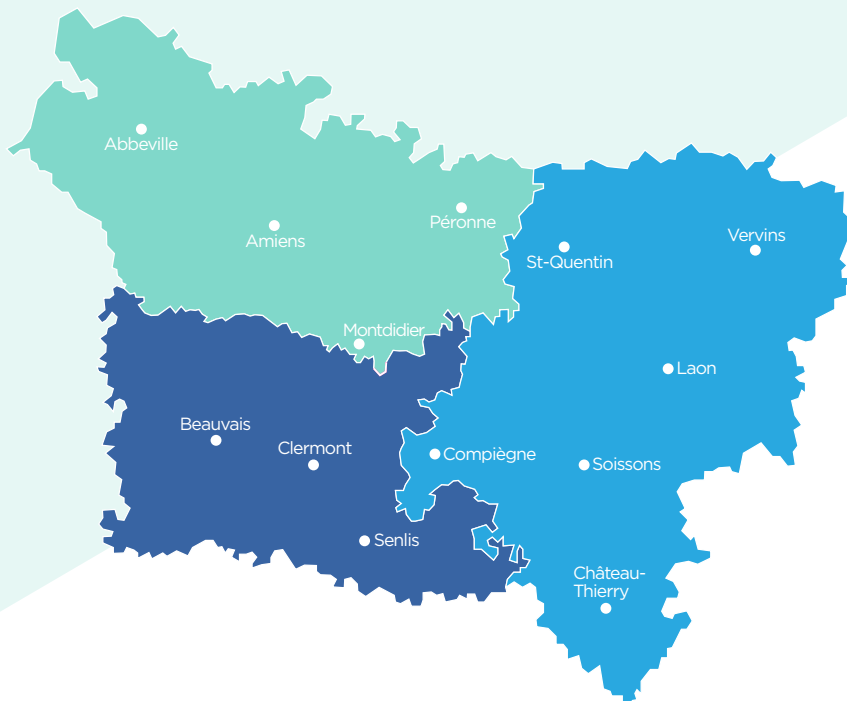 Abbeville
Péronne
Amiens
Vervins
St-Quentin
Montdidier
Laon
Beauvais
Clermont
Compiègne
Soissons
Senlis
Château-
Thierry